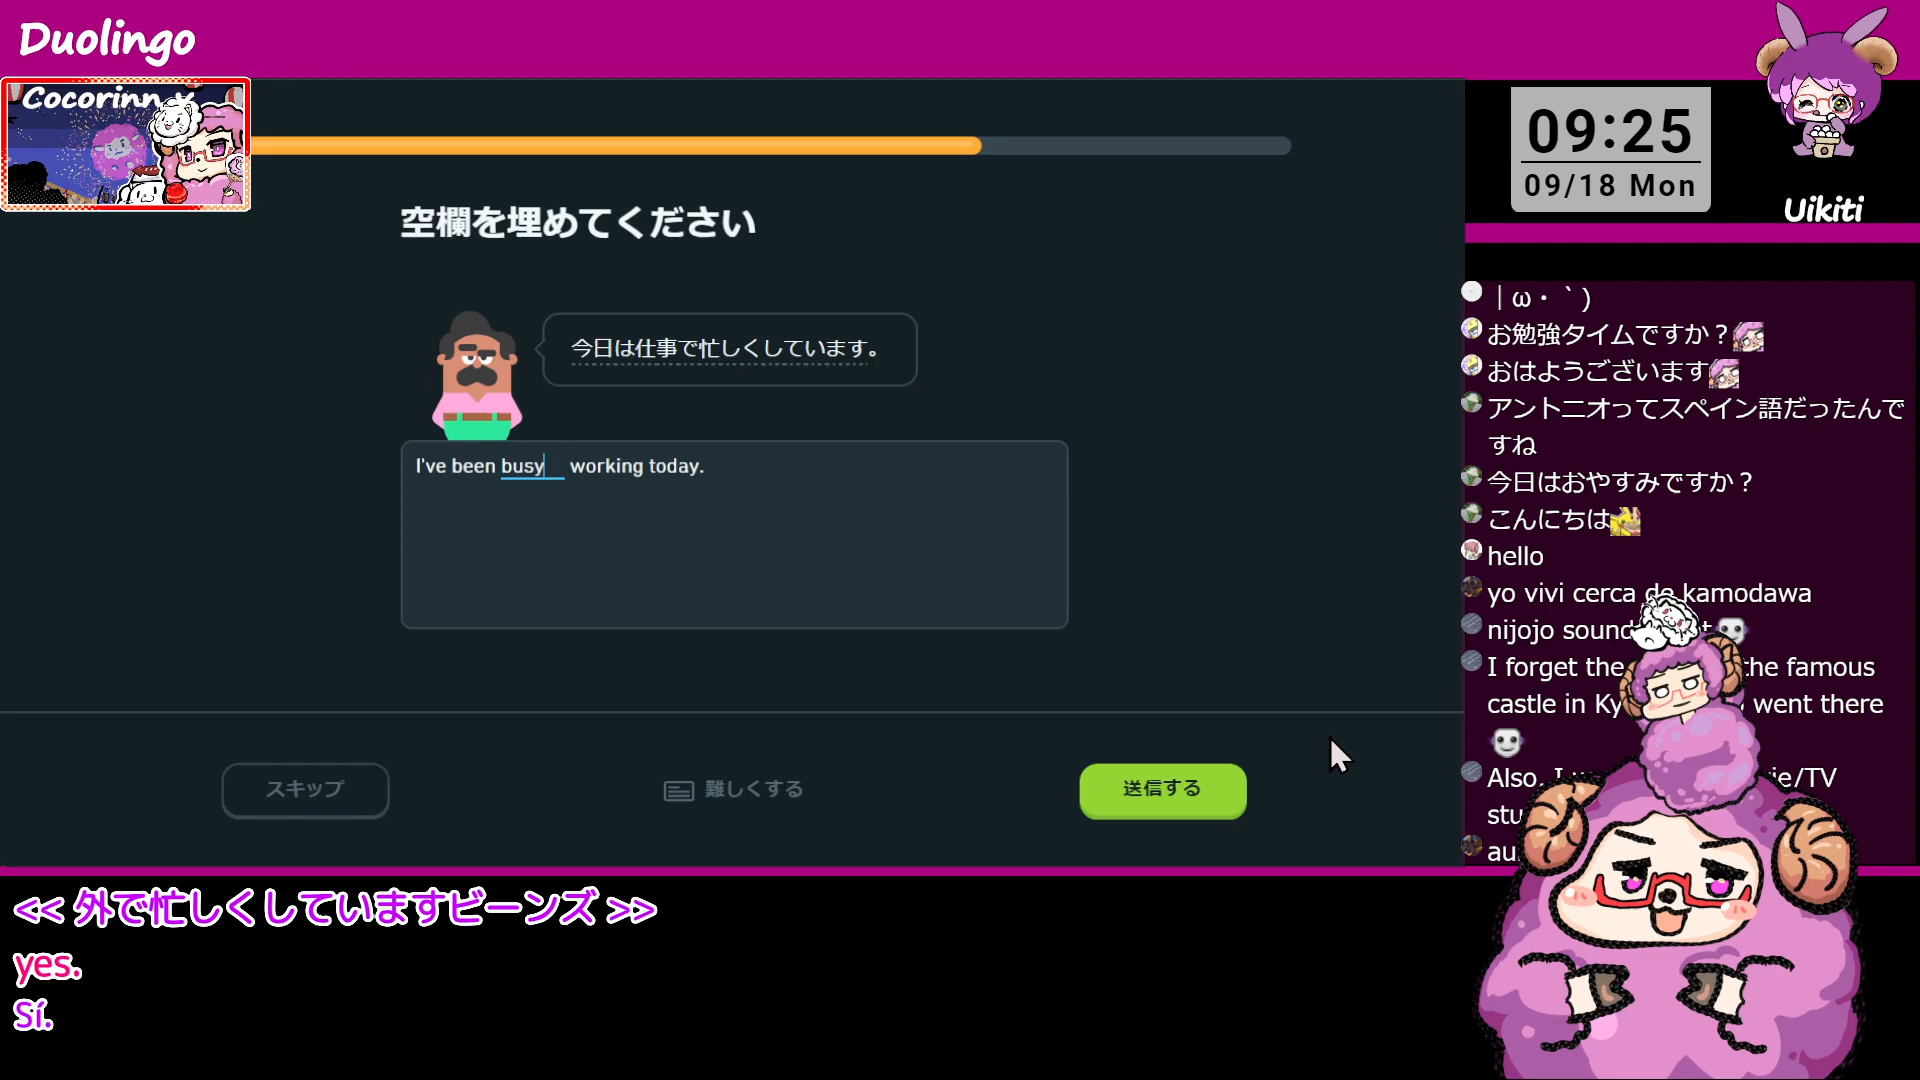 Duolingo
Cocorinn_y
空欄を埋めてください
今日は仕事で忙しくしています。
I've been busy working today.
スキップ
難しくする
送信する
09:25
09/18 Mon
Uikiti
|ω・`)
お勉強タイムですか？
おはようございます
アントニオってスペイン語だったんで
すね
今日はおやすみですか？
こんにちは
hello
yo vivi cerca de kamodawa
nijojo
I forget the the famous
castle in went there
Also,
<< 外で忙しくしていますビーンズ >>
yes.
Sí.